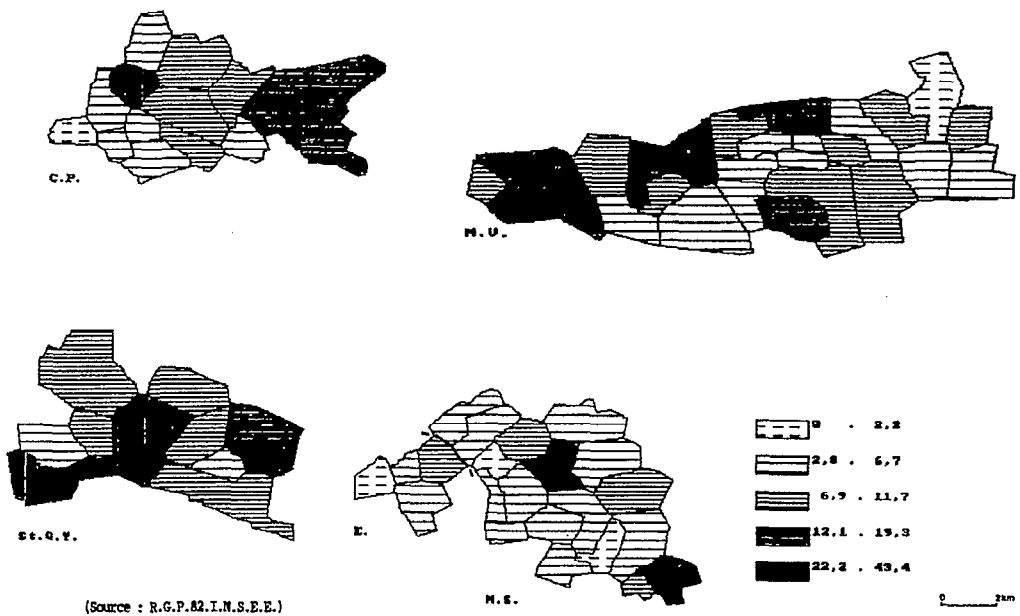 C.P.
M.V.
St.Q.Y.
E.
M.S.
0 . 2,2
2,8 . 6,7
6,9 . 11,7
12,1 . 19,3
22,2 . 43,4
0 2km
(Source : R.G.P.82.I.N.S.E.E.)